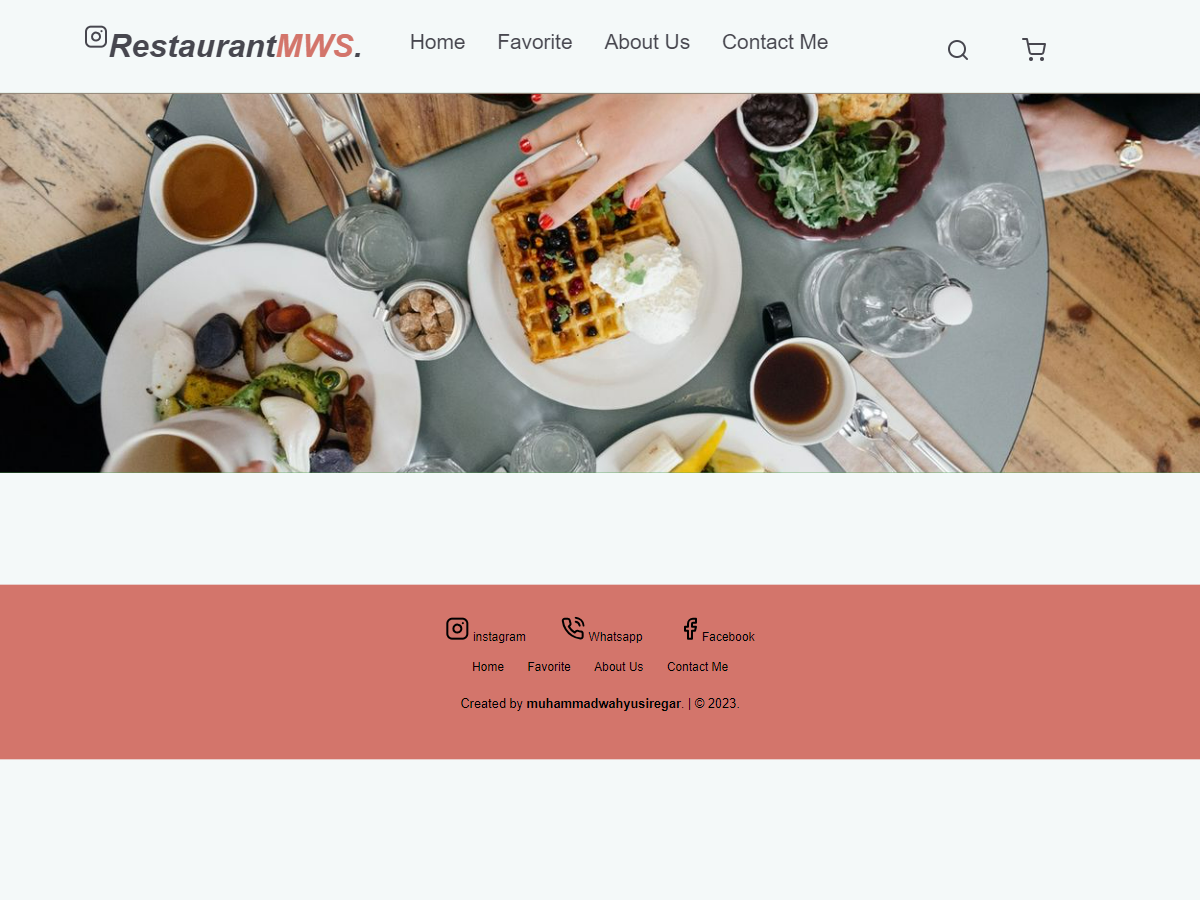 RestaurantMWS. Home Favorite About Us Contact Me
instagram Whatsapp Facebook
Home Favorite About Us Contact Me
Created by muhammadwahyusiregar. | © 2023.